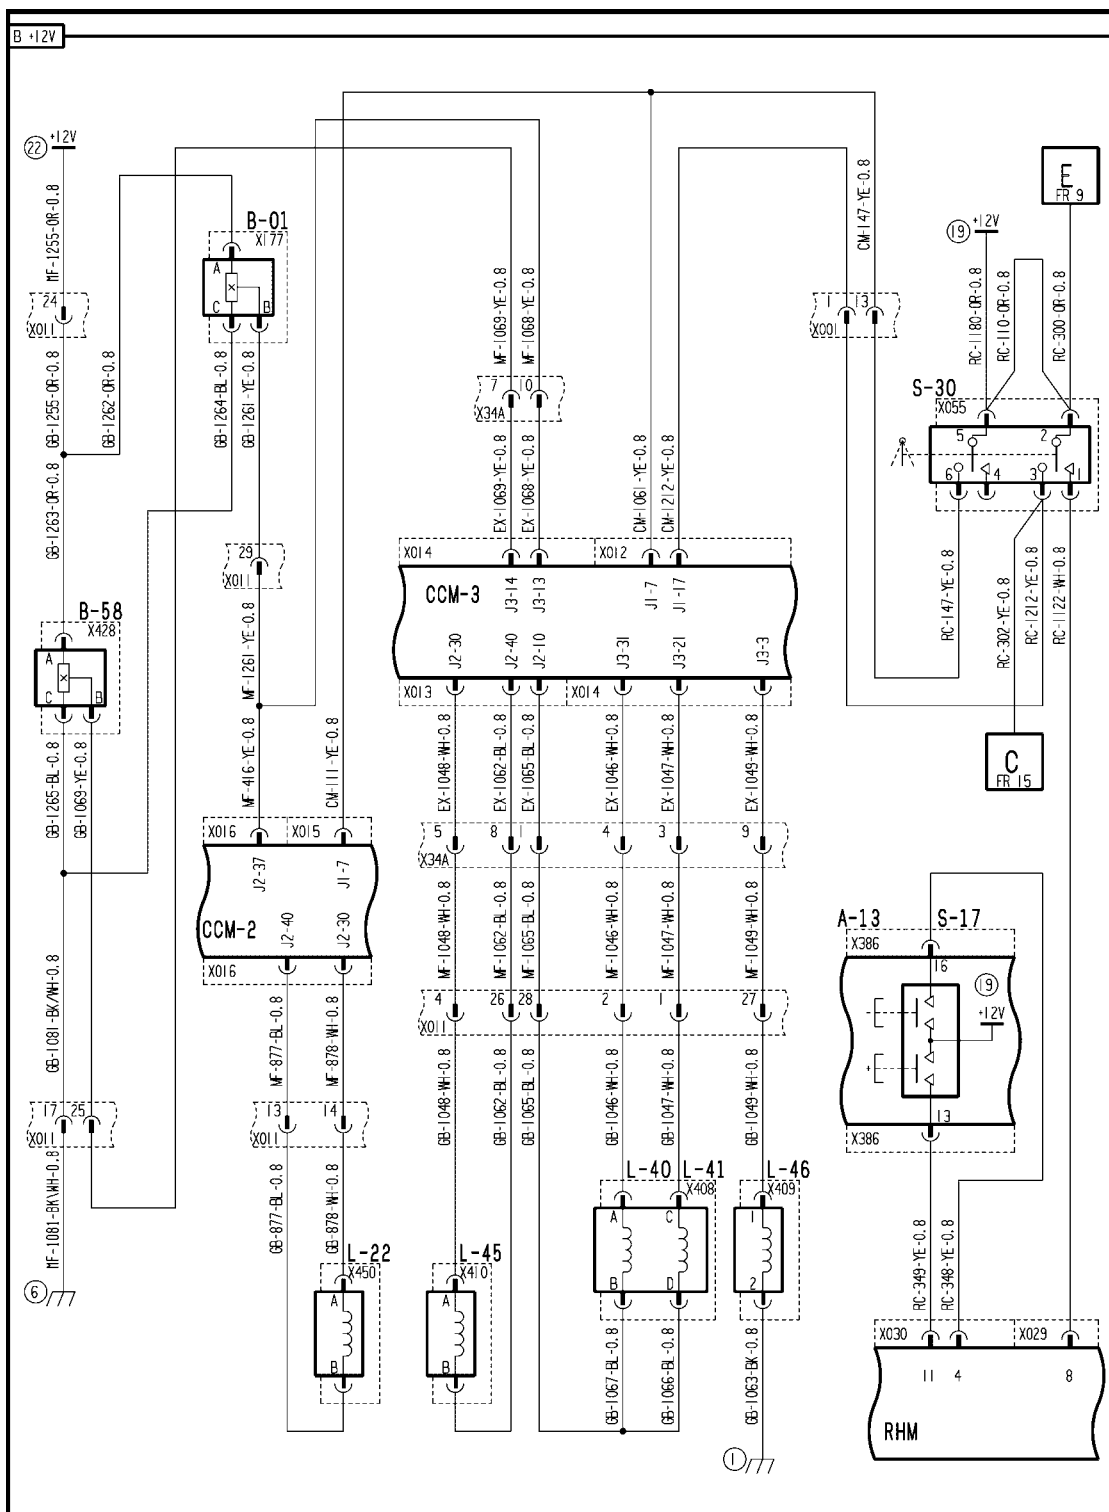 B +12V
22
+12V
MF-1255-OR-0.8
24
X011
GB-1255-OR-0.8
GB-1262-OR-0.8
GB-1263-OR-0.8
B-01
X177
A
C
B
GB-1264-BL-0.8
GB-1261-YE-0.8
29
X011
MF-1261-YE-0.8
MF-416-YE-0.8
CM-111-YE-0.8
B-58
X428
A
C
B
GB-1265-BL-0.8
GB-1069-YE-0.8
GB-1081-BK/WH-0.8
17
25
X011
MF-1081-BK\WH-0.8
6
X016
X015
J2-37
J1-7
CCM-2
J2-40
J2-30
X016
MF-877-BL-0.8
MF-878-WH-0.8
13
14
X011
GB-877-BL-0.8
GB-878-WH-0.8
L-22
X450
A
B
MF-1069-YE-0.8
MF-1068-YE-0.8
7
10
X34A
EX-1069-YE-0.8
EX-1068-YE-0.8
CM-1061-YE-0.8
CM-1212-YE-0.8
X014
X012
CCM-3
J3-14
J3-13
J1-7
J1-17
J2-30
J2-40
J2-10
J3-31
J3-21
J3-3
X013
X014
EX-1048-WH-0.8
EX-1062-BL-0.8
EX-1065-BL-0.8
EX-1046-WH-0.8
EX-1047-WH-0.8
EX-1049-WH-0.8
5
8
1
4
3
9
X34A
MF-1048-WH-0.8
MF-1062-BL-0.8
MF-1065-BL-0.8
MF-1046-WH-0.8
MF-1047-WH-0.8
MF-1049-WH-0.8
4
26
28
2
1
27
X011
GB-1048-WH-0.8
GB-1062-BL-0.8
GB-1065-BL-0.8
GB-1046-WH-0.8
GB-1047-WH-0.8
GB-1049-WH-0.8
L-45
X410
A
B
L-40
L-41
X408
A
C
B
D
GB-1067-BL-0.8
GB-1066-BL-0.8
L-46
X409
1
2
GB-1063-BK-0.8
1
CM-147-YE-0.8
1
13
X001
E
FR 9
19
+12V
RC-1180-OR-0.8
RC-110-OR-0.8
RC-300-OR-0.8
S-30
X055
5
2
6
4
3
1
RC-147-YE-0.8
RC-302-YE-0.8
RC-1212-YE-0.8
RC-1122-WH-0.8
C
FR 15
A-13
S-17
X386
16
19
+12V
+
13
X386
RC-349-YE-0.8
RC-348-YE-0.8
X030
X029
11
4
8
RHM